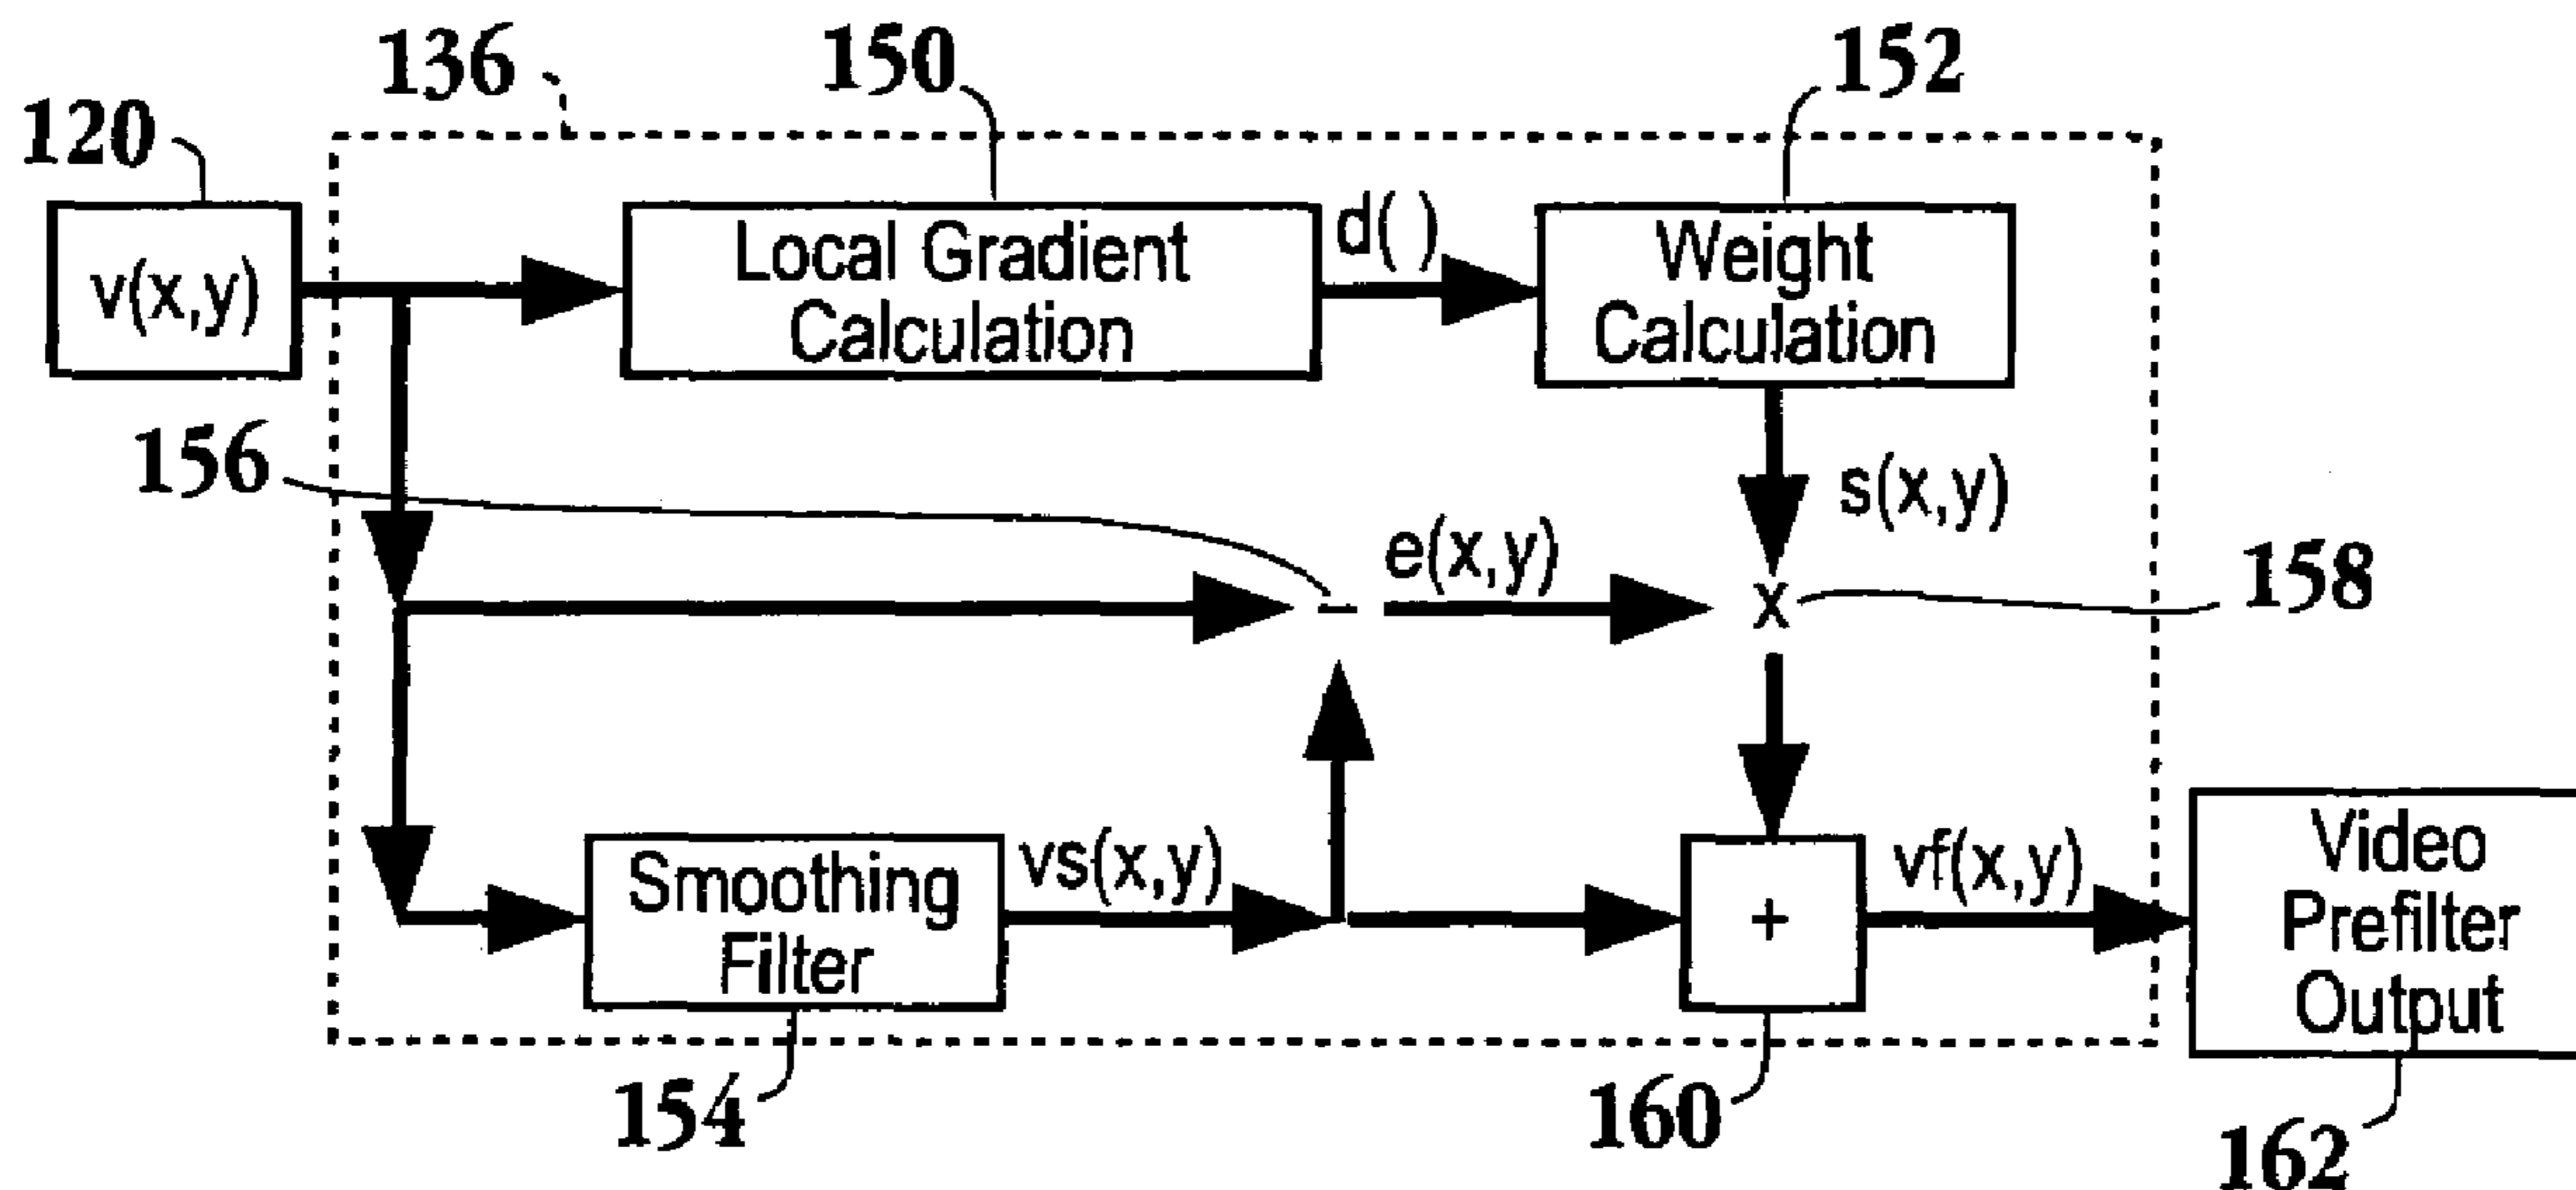 136
150
152
120
v(x,y)
Local Gradient
Calculation
d( )
Weight
Calculation
156
s(x,y)
e(x,y)
–
x
158
Smoothing
Filter
vs(x,y)
+
vf(x,y)
Video
Prefilter
Output
154
160
162